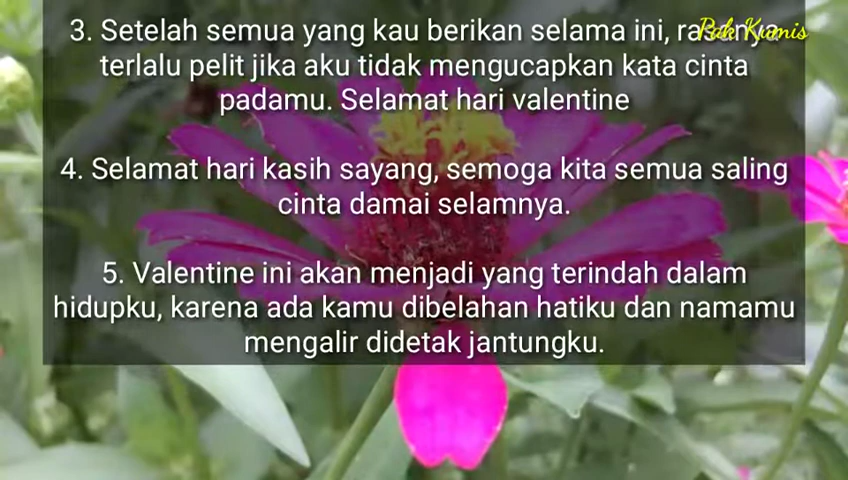 3. Setelah semua yang kau berikan selama ini, rasanya
terlalu pelit jika aku tidak mengucapkan kata cinta
padamu. Selamat hari valentine
4. Selamat hari kasih sayang, semoga kita semua saling
cinta damai selamnya.
5. Valentine ini akan menjadi yang terindah dalam
hidupku, karena ada kamu dibelahan hatiku dan namamu
mengalir didetak jantungku.
Pak Kumis